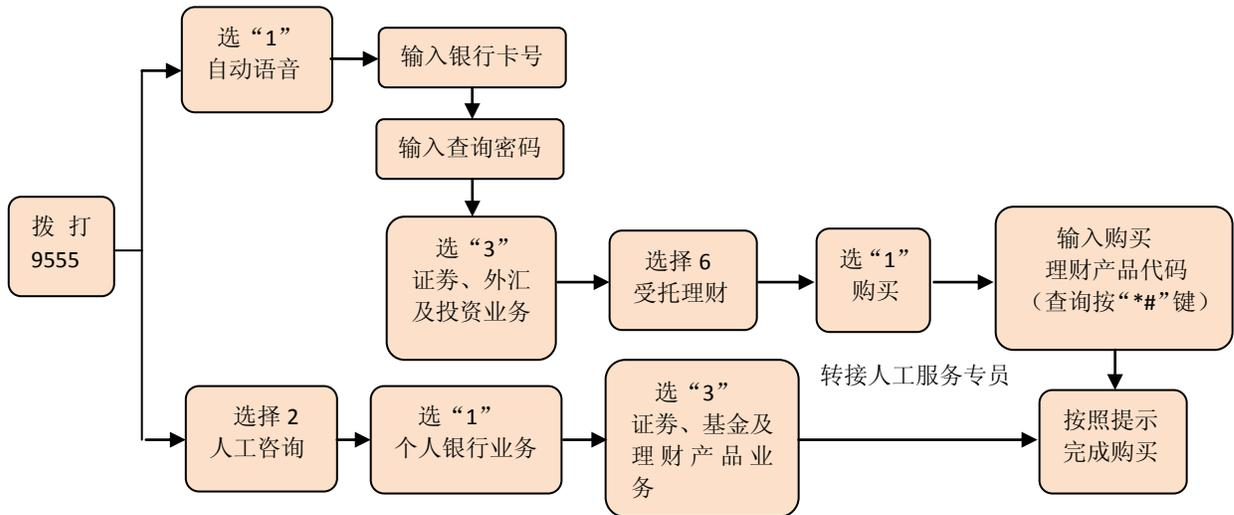 选“1”
自动语音
输入银行卡号
输入查询密码
拨 打
9555
选“3”
证券、外汇
及投资业务
选择 6
受托理财
选“1”
购买
输入购买
理财产品代码
（查询按“*#”键）
转接人工服务专员
选择 2
人工咨询
选“1”
个人银行业务
选“3”
证券、基金及
理财产品业
务
按照提示
完成购买